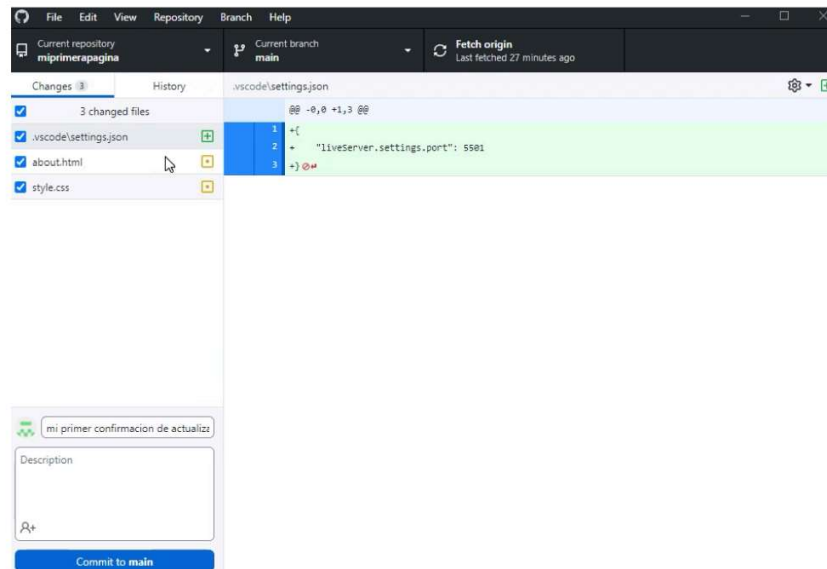 File Edit View Repository Branch Help
Current repository
miprimerapagina
Current branch
main
Fetch origin
Last fetched 27 minutes ago
Changes 3
History
.vscode\settings.json
3 changed files
@@ -0,0 +1,3 @@
.vscode\settings.json
1 +{
about.html
2 + "liveServer.settings.port": 5501
style.css
3 +}
mi primer confirmacion de actualiza
Description
Commit to main